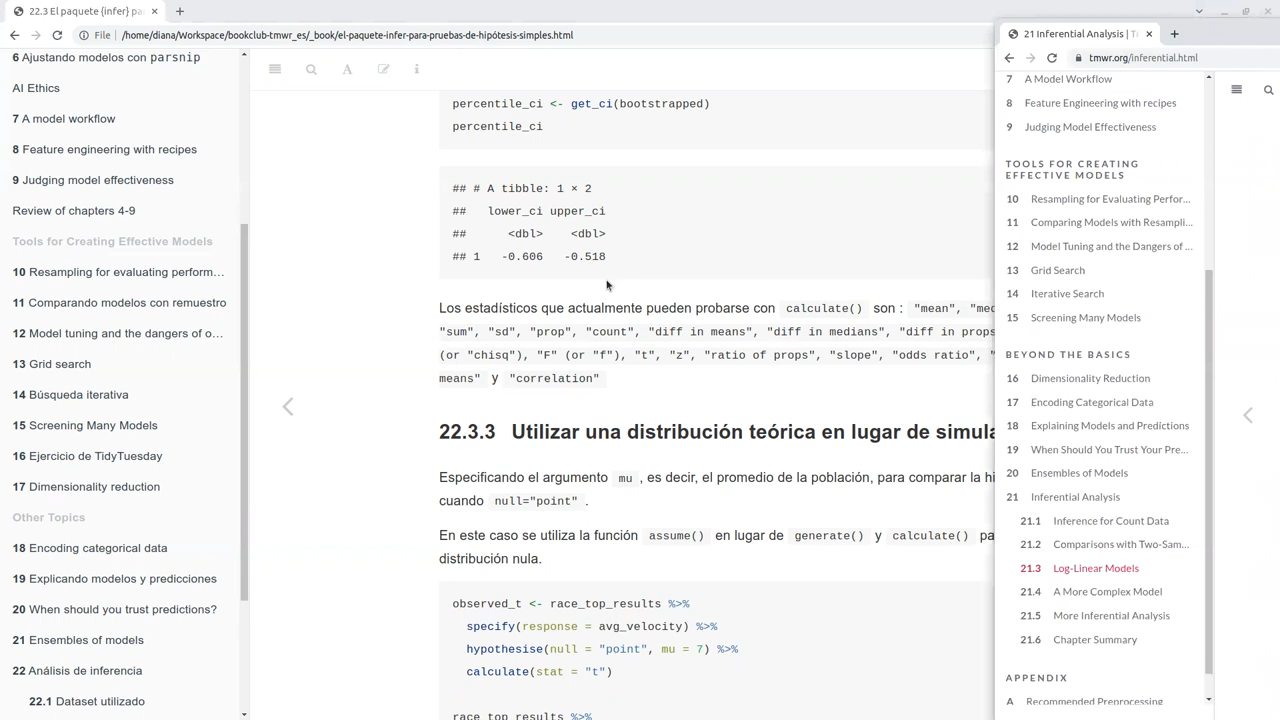 22.3 El paquete {infer} pa
File
/home/diana/Workspace/bookclub-tmwr_es/_book/el-paquete-infer-para-pruebas-de-hipótesis-simples.html
6 Ajustando modelos con parsnip
AI Ethics
7 A model workflow
8 Feature engineering with recipes
9 Judging model effectiveness
Review of chapters 4-9
Tools for Creating Effective Models
10 Resampling for evaluating perform…
11 Comparando modelos con remuestro
12 Model tuning and the dangers of o…
13 Grid search
14 Búsqueda iterativa
15 Screening Many Models
16 Ejercicio de TidyTuesday
17 Dimensionality reduction
Other Topics
18 Encoding categorical data
19 Explicando modelos y predicciones
20 When should you trust predictions?
21 Ensembles of models
22 Análisis de inferencia
22.1 Dataset utilizado
percentile_ci <- get_ci(bootstrapped)
percentile_ci
## # A tibble: 1 × 2
##   lower_ci upper_ci
##      <dbl>    <dbl>
## 1   -0.606   -0.518
Los estadísticos que actualmente pueden probarse con calculate() son : "mean", "med
"sum", "sd", "prop", "count", "diff in means", "diff in medians", "diff in props
(or "chisq"), "F" (or "f"), "t", "z", "ratio of props", "slope", "odds ratio", "
means" y "correlation"
22.3.3 Utilizar una distribución teórica en lugar de simula
Especificando el argumento mu , es decir, el promedio de la población, para comparar la hi
cuando null="point" .
En este caso se utiliza la función assume() en lugar de generate() y calculate() pa
distribución nula.
observed_t <- race_top_results %>%
specify(response = avg_velocity) %>%
hypothesise(null = "point", mu = 7) %>%
calculate(stat = "t")
race_top_results %>%
21 Inferential Analysis | T
tmwr.org/inferential.html
7 A Model Workflow
8 Feature Engineering with recipes
9 Judging Model Effectiveness
TOOLS FOR CREATING
EFFECTIVE MODELS
10 Resampling for Evaluating Perfor...
11 Comparing Models with Resampli...
12 Model Tuning and the Dangers of ...
13 Grid Search
14 Iterative Search
15 Screening Many Models
BEYOND THE BASICS
16 Dimensionality Reduction
17 Encoding Categorical Data
18 Explaining Models and Predictions
19 When Should You Trust Your Pre...
20 Ensembles of Models
21 Inferential Analysis
21.1 Inference for Count Data
21.2 Comparisons with Two-Sam...
21.3 Log-Linear Models
21.4 A More Complex Model
21.5 More Inferential Analysis
21.6 Chapter Summary
APPENDIX
A Recommended Preprocessing